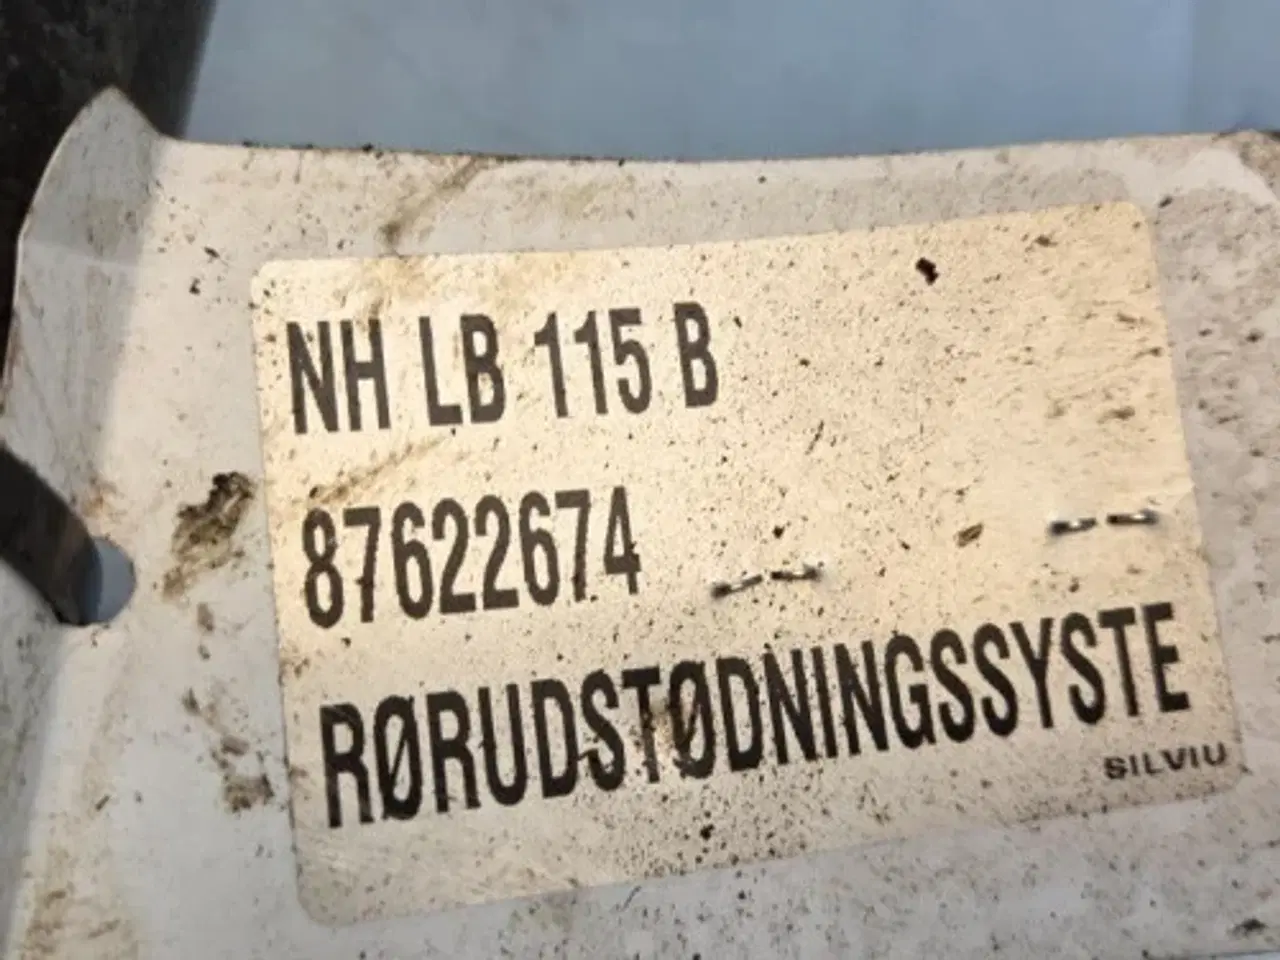 NH LB 115 B
87622674
RØRUDSTØDNINGSSYSTE
SILVIU